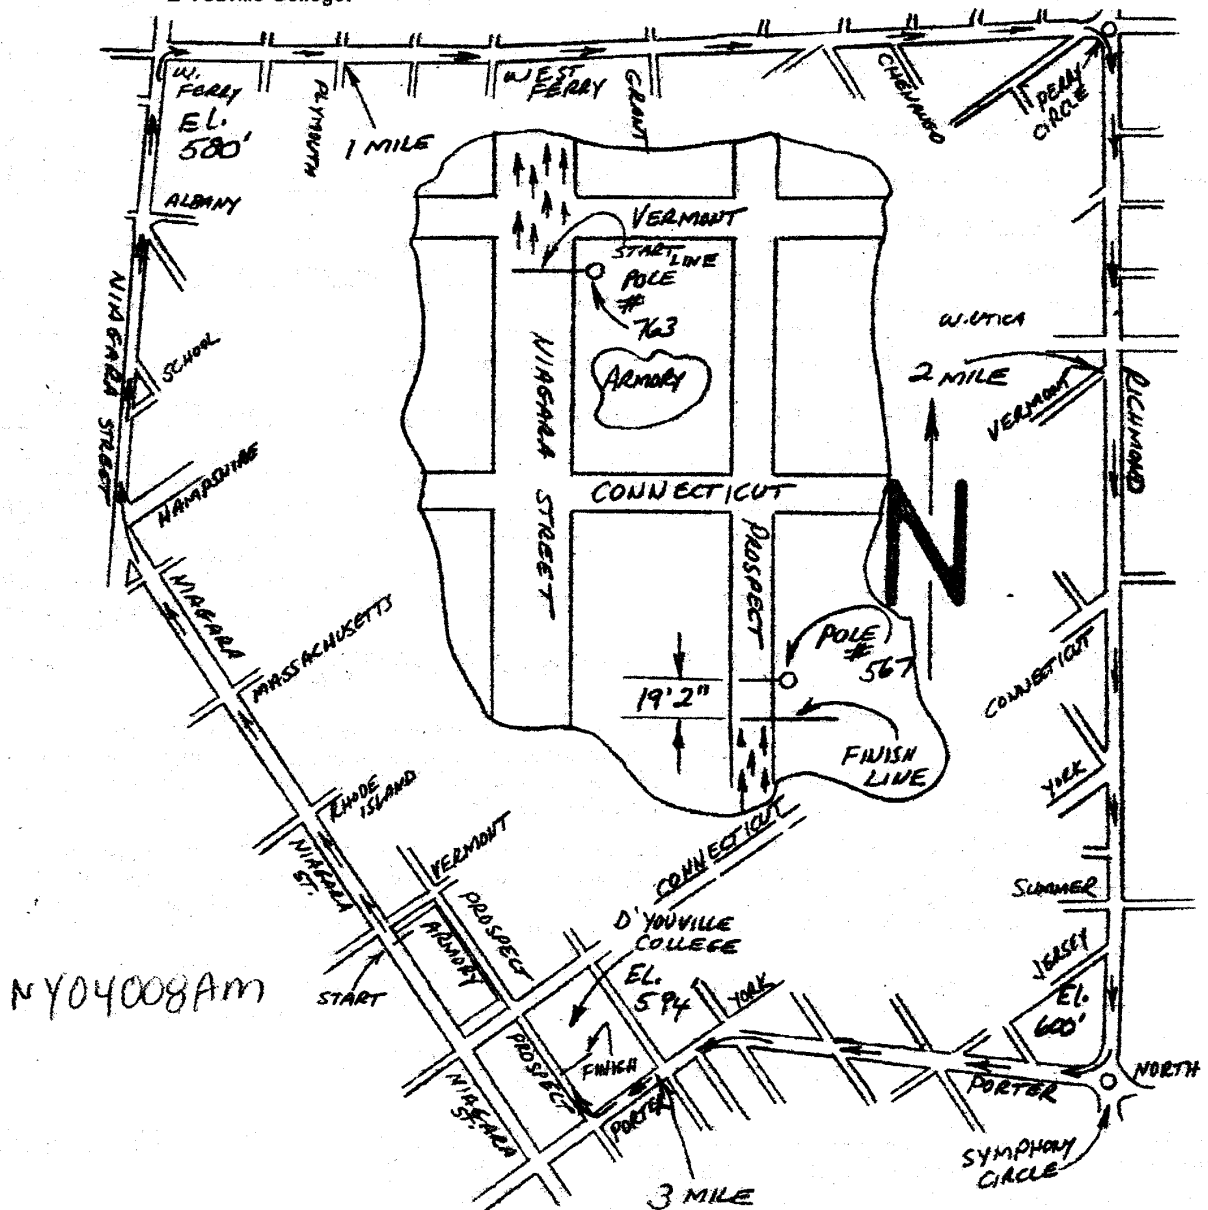 W.
FERRY
EL.
580'
PLYMOUTH
1 MILE
WEST
FERRY
GRANT
CHENANGO
PERRY
CIRCLE
ALBANY
NIAGARA STREET
SCHOOL
HAMPSHIRE
NIAGARA
MASSACHUSETTS
RHODE
ISLAND
NIAGARA
ST.
VERMONT
START
LINE
POLE
#
763
ARMORY
NIAGARA STREET
CONNECTICUT
PROSPECT
POLE
#
567
19'2"
FINISH
LINE
N
W. UTICA
2 MILE
VERMONT
RICHMOND
CONNECTICUT
YORK
SUMMER
JERSEY
EL.
600'
NORTH
PORTER
SYMPHONY
CIRCLE
VERMONT
PROSPECT
ARMORY
CONNECTICUT
D'YOUVILLE
COLLEGE
EL.
594
YORK
START
FINISH
PROSPECT
PORTER
NIAGARA
ST.
3 MILE
NY04008AM